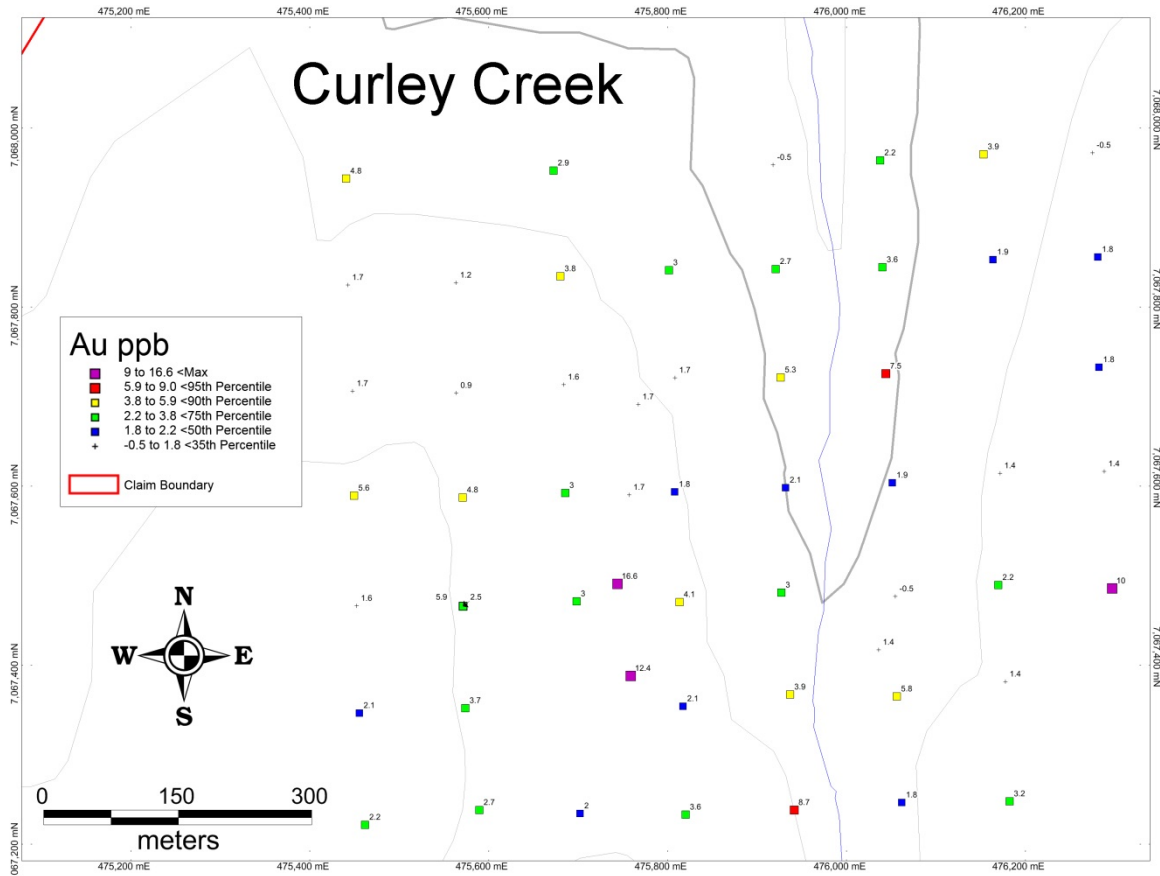 475,200 mE 475,400 mE 475,600 mE 475,800 mE 476,000 mE 476,200 mE
Curley Creek
7,068,000 mN 7,068,000 mN
-0.5 2.2 3.9 -0.5
4.8 2.9
1.9 1.8
1.7 1.2 3.8 3 2.7 3.6
7,067,800 mN 7,067,800 mN
Au ppb
9 to 16.6 <Max
5.9 to 9.0 <95th Percentile
3.8 to 5.9 <90th Percentile
2.2 to 3.8 <75th Percentile
1.8 to 2.2 <50th Percentile
-0.5 to 1.8 <35th Percentile
Claim Boundary
1.7 0.9 1.6 1.7 5.3 7.5 1.8
1.7
7,067,600 mN 7,067,600 mN
5.6 4.8 3 1.7 1.8 2.1 1.9 1.4 1.4
16.6 2.2 10
1.6 5.9 2.5 3 4.1 3 -0.5
N
W E
S
7,067,400 mN 7,067,400 mN
1.4
12.4 1.4
2.1 3.7 2.1 3.9 5.8
0 150 300
meters
2.2 2.7 2 3.6 8.7 1.8 3.2
067,200 mN
475,200 mE 475,400 mE 475,600 mE 475,800 mE 476,000 mE 476,200 mE